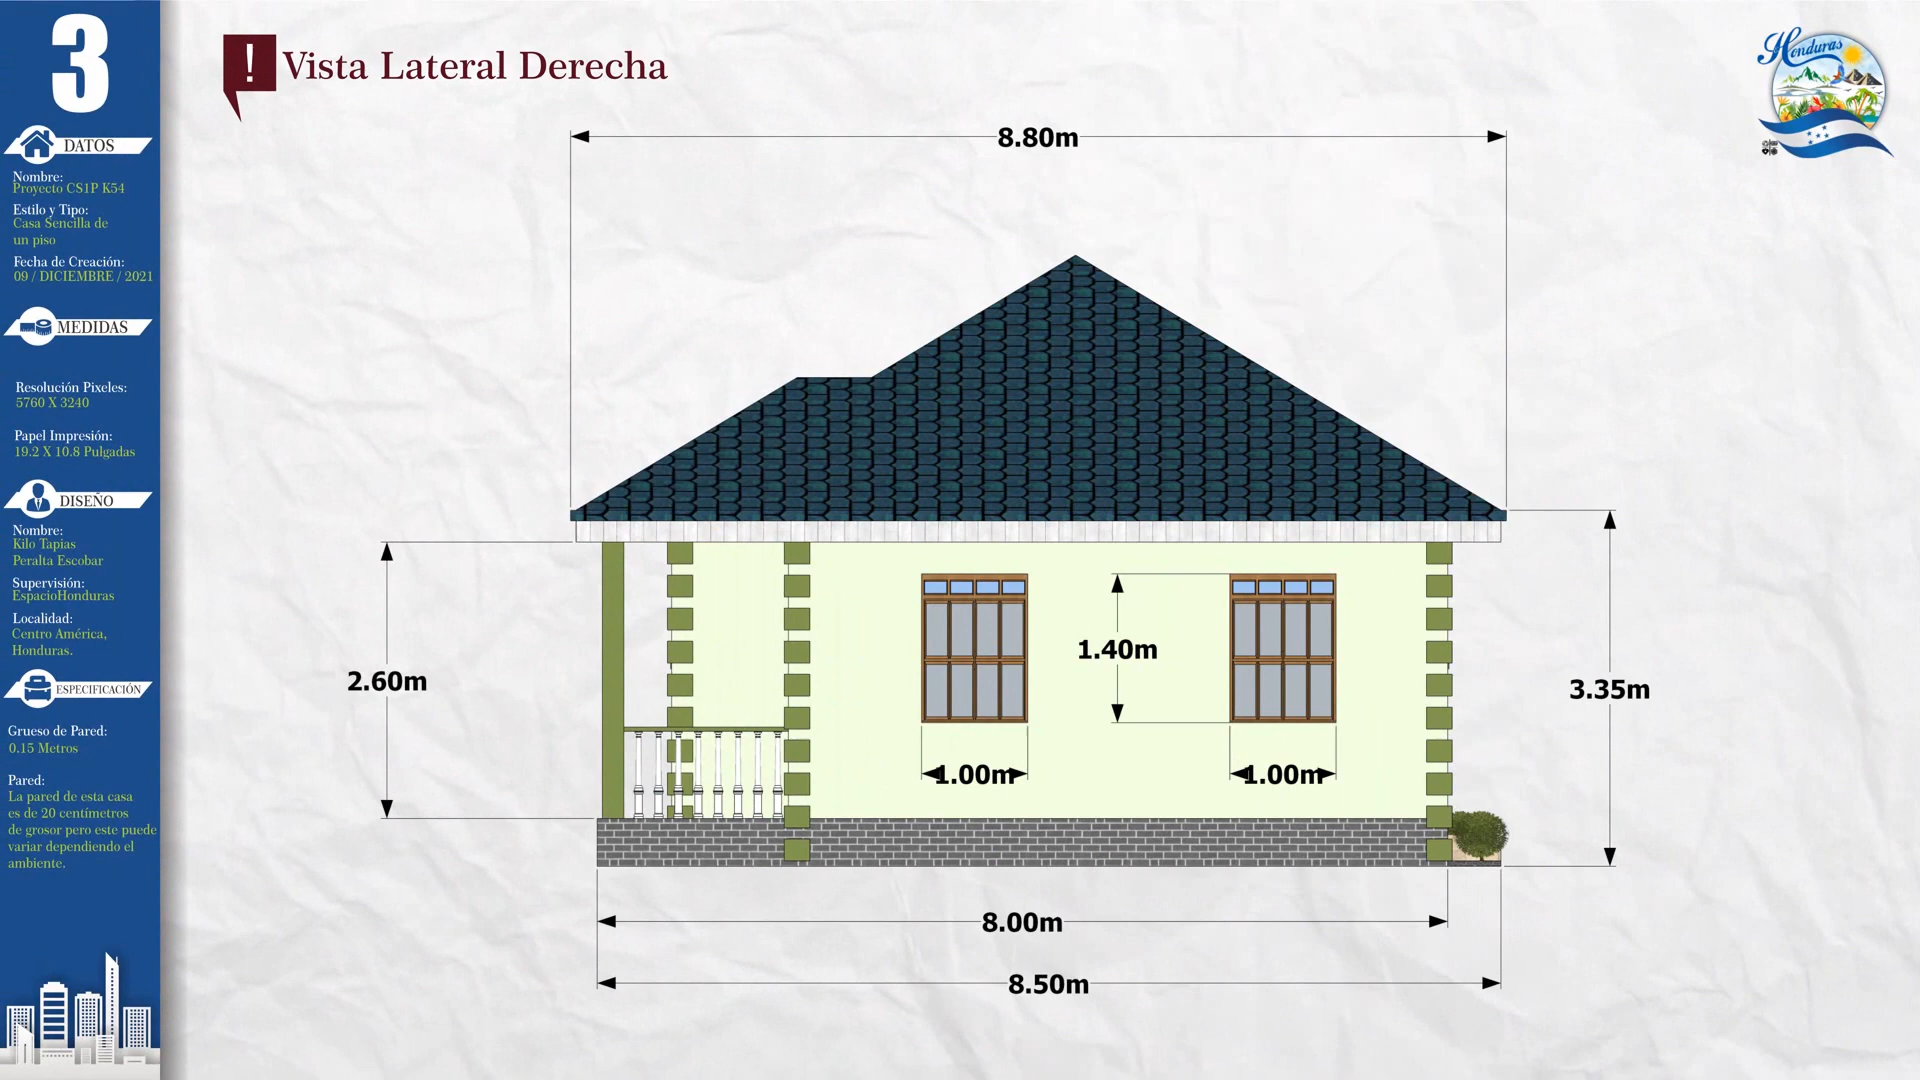 3
DATOS
Nombre:
Proyecto CS1P K54
Estilo y Tipo:
Casa Sencilla de
un piso
Fecha de Creación:
09 / DICIEMBRE / 2021
MEDIDAS
Resolución Pixeles:
5760 X 3240
Papel Impresión:
19.2 X 10.8 Pulgadas
DISEÑO
Nombre:
Kilo Tapias
Peralta Escobar
Supervisión:
EspacioHonduras
Localidad:
Centro América,
Honduras.
ESPECIFICACIÓN
Grueso de Pared:
0.15 Metros
Pared:
La pared de esta casa
es de 20 centímetros
de grosor pero este puede
variar dependiendo el
ambiente.
! Vista Lateral Derecha
Honduras
8.80m
2.60m
1.40m
3.35m
1.00m
1.00m
8.00m
8.50m